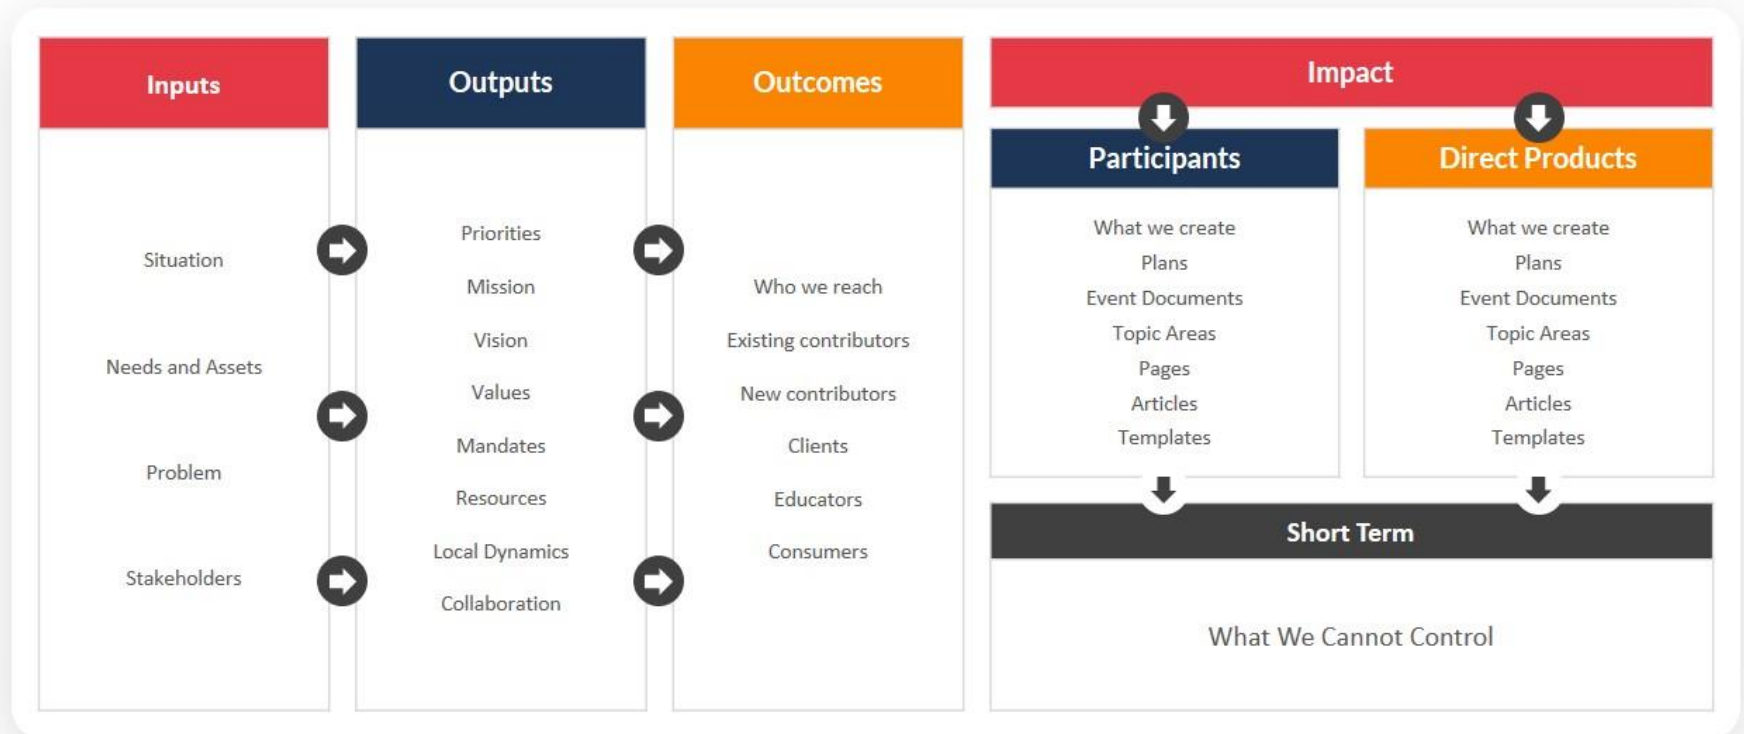 Inputs
Situation
Needs and Assets
Problem
Stakeholders
Outputs
Priorities
Mission
Vision
Values
Mandates
Resources
Local Dynamics
Collaboration
Outcomes
Who we reach
Existing contributors
New contributors
Clients
Educators
Consumers
Impact
Participants
What we create
Plans
Event Documents
Topic Areas
Pages
Articles
Templates
Direct Products
What we create
Plans
Event Documents
Topic Areas
Pages
Articles
Templates
Short Term
What We Cannot Control